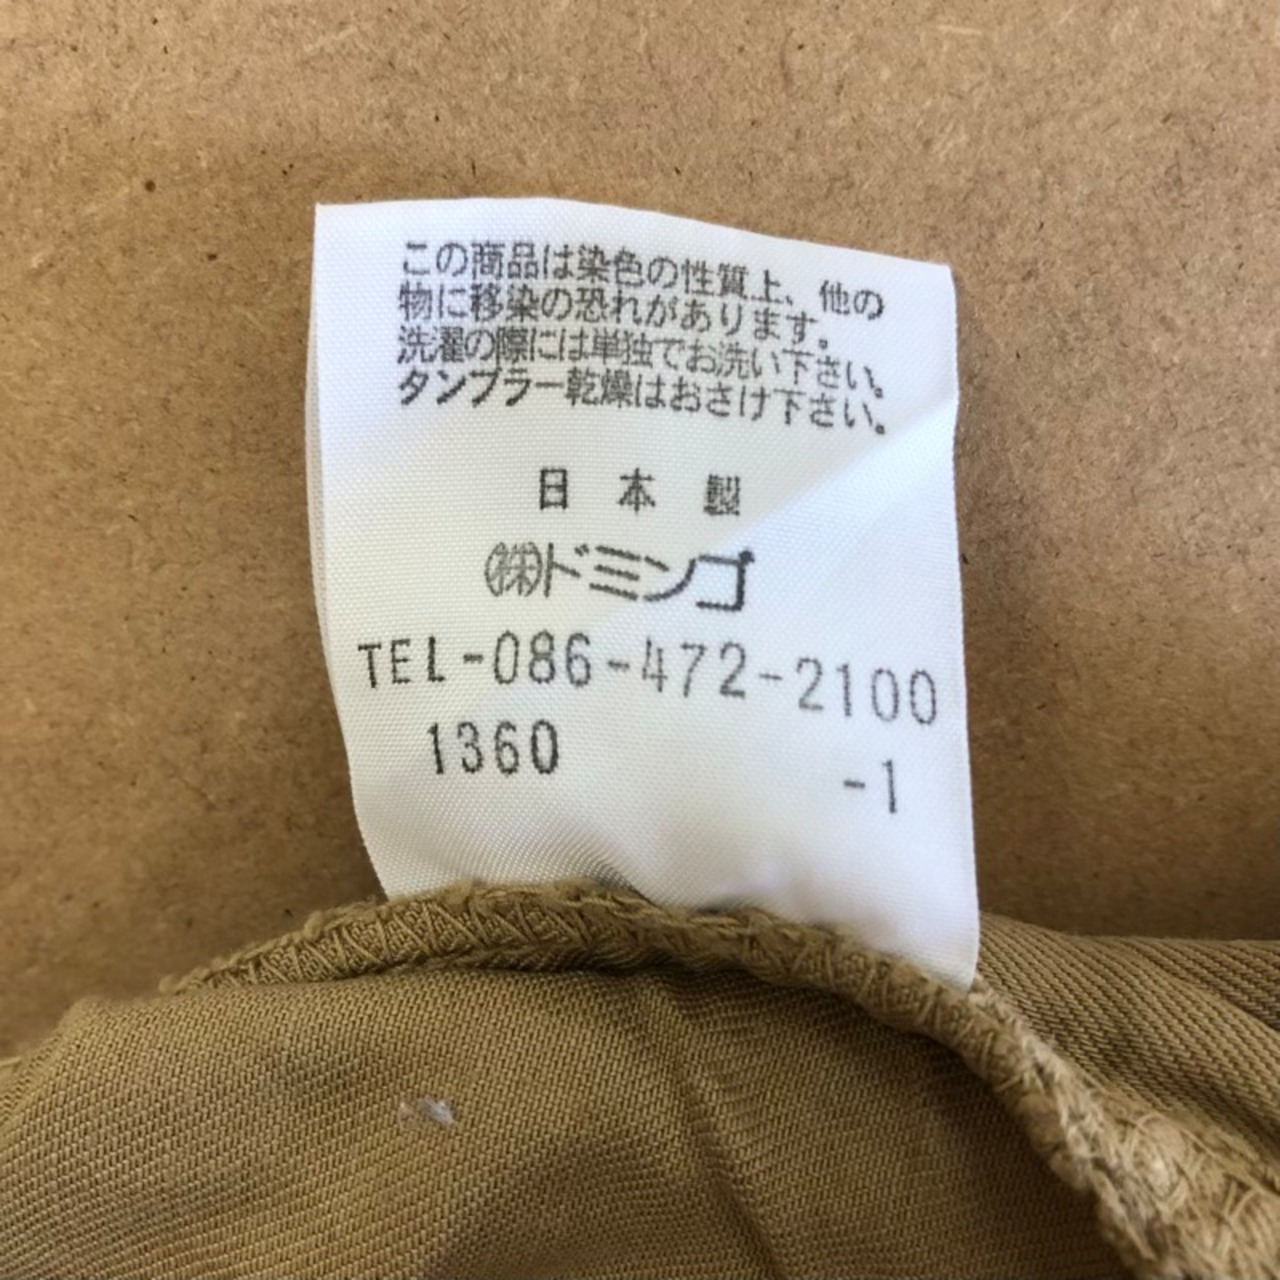 この商品は染色の性質上、他の
物に移染の恐れがあります。
洗濯の際には単独でお洗い下さい。
タンブラー乾燥はおさけ下さい。
日本製
㈱ドミンゴ
TEL-086-472-2100
1360 -1